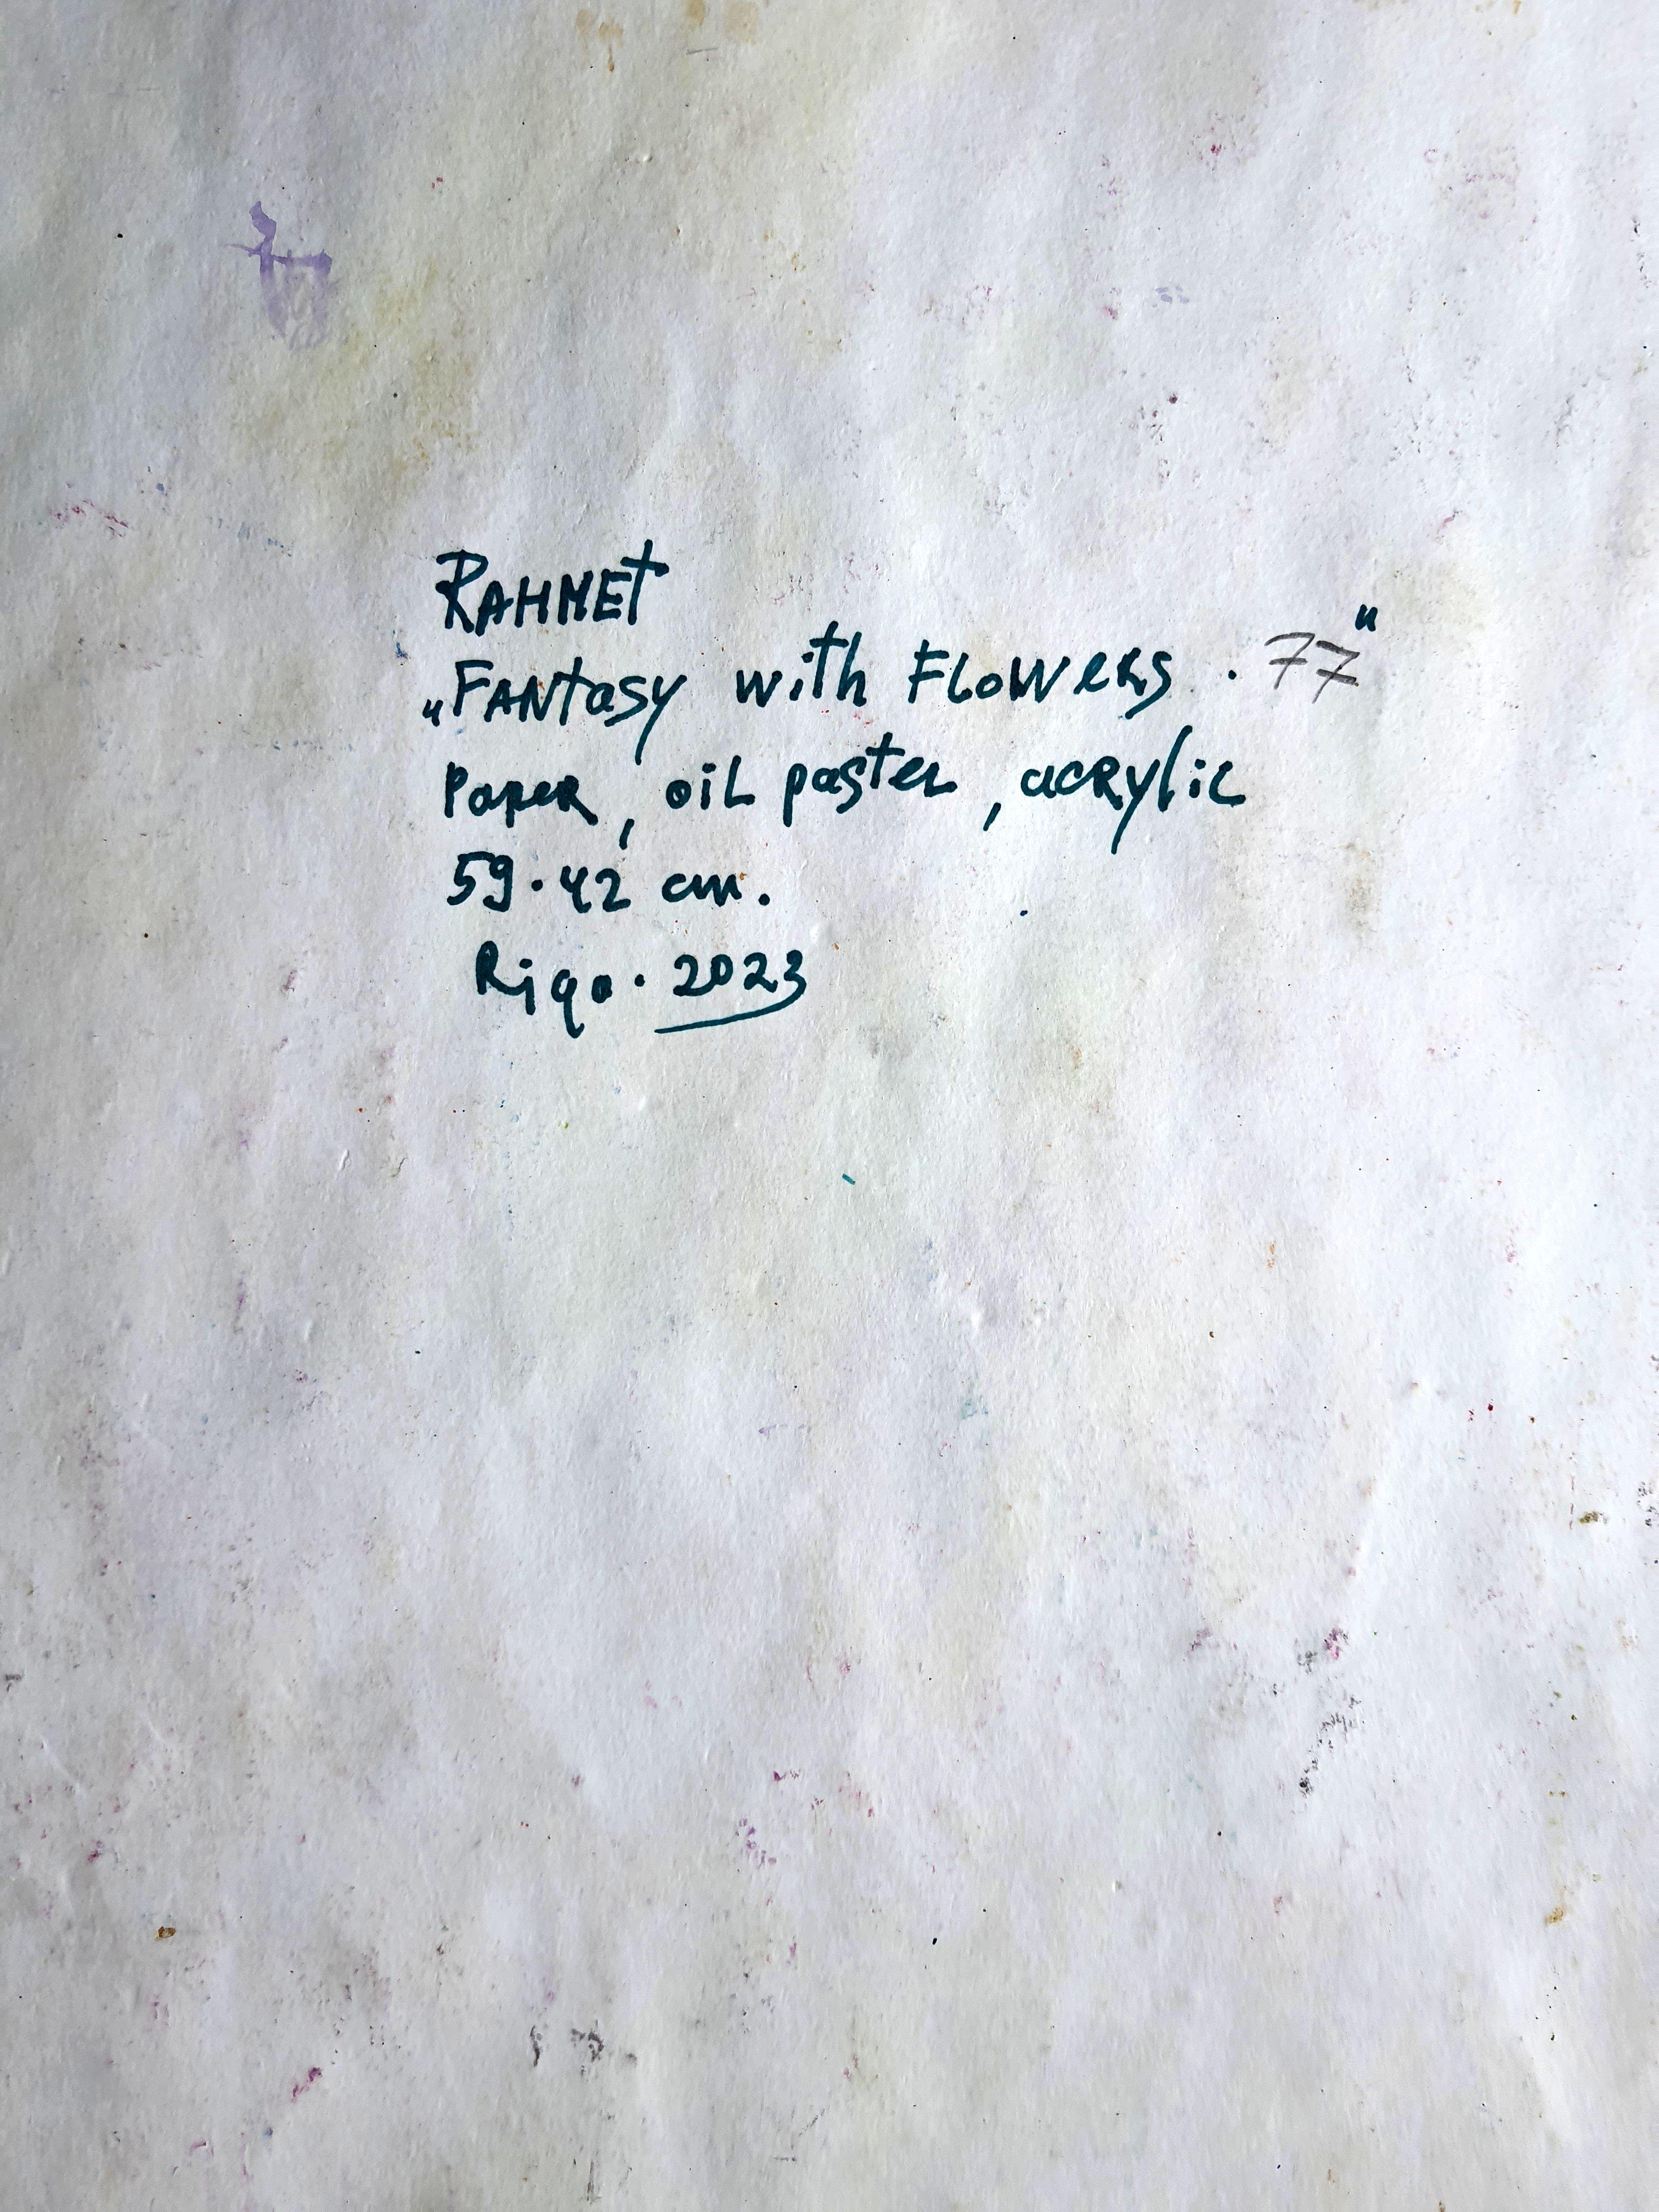 RAHMET
„FANtasy with FLOWERS . 77“
Paper, oil pastel, acrylic
59·42 cm.
Riga · 2023